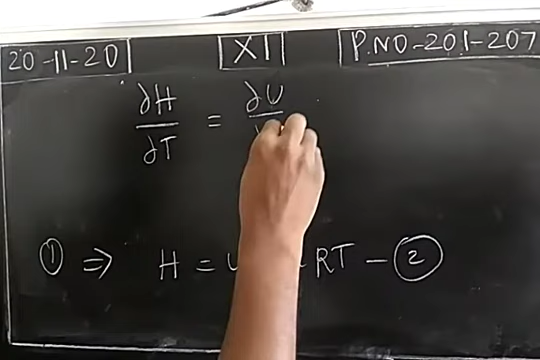 20-11-20 XI P.NO-201-207
∂H/∂T = ∂U/
① ⇒ H = U RT - ②